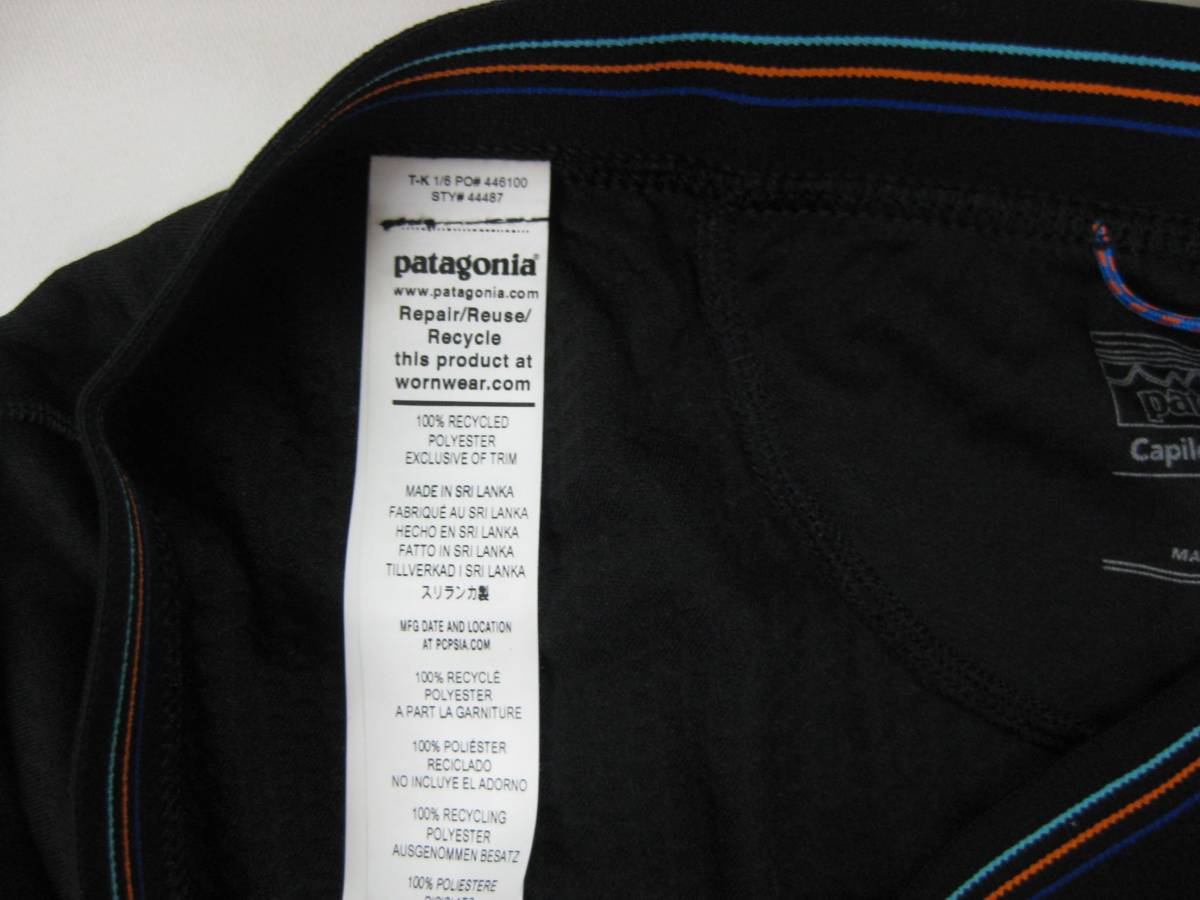 T-K 1/6 PO# 446100
STY# 44487
patagonia®
www.patagonia.com
Repair/Reuse/
Recycle
this product at
wornwear.com
100% RECYCLED
POLYESTER
EXCLUSIVE OF TRIM
MADE IN SRI LANKA
FABRIQUÉ AU SRI LANKA
HECHO EN SRI LANKA
FATTO IN SRI LANKA
TILLVERKAD I SRI LANKA
スリランカ製
MFG DATE AND LOCATION
AT PCPSIA.COM
100% RECYCLÉ
POLYESTER
A PART LA GARNITURE
100% POLIÉSTER
RECICLADO
NO INCLUYE EL ADORNO
100% RECYCLING
POLYESTER
AUSGENOMMEN BESATZ
100% POLIESTERE
pa
Capil
MA